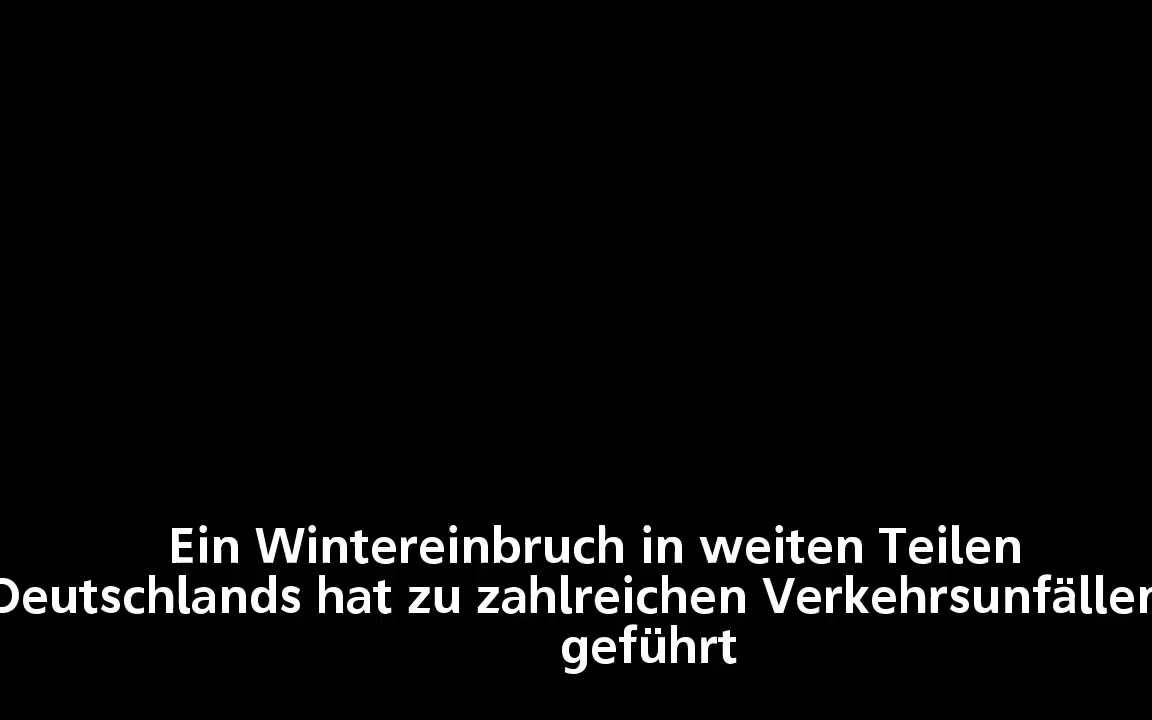 Ein Wintereinbruch in weiten Teilen
Deutschlands hat zu zahlreichen Verkehrsunfällen
geführt